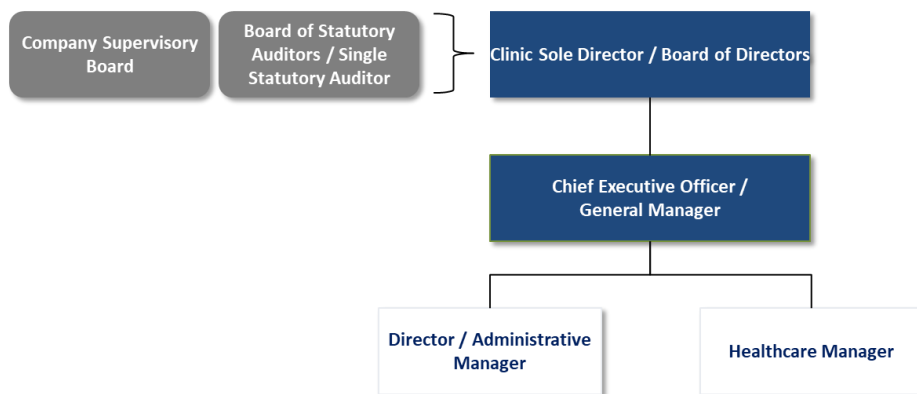 Company Supervisory
Board
Board of Statutory
Auditors / Single
Statutory Auditor
Clinic Sole Director / Board of Directors
Chief Executive Officer /
General Manager
Director / Administrative
Manager
Healthcare Manager